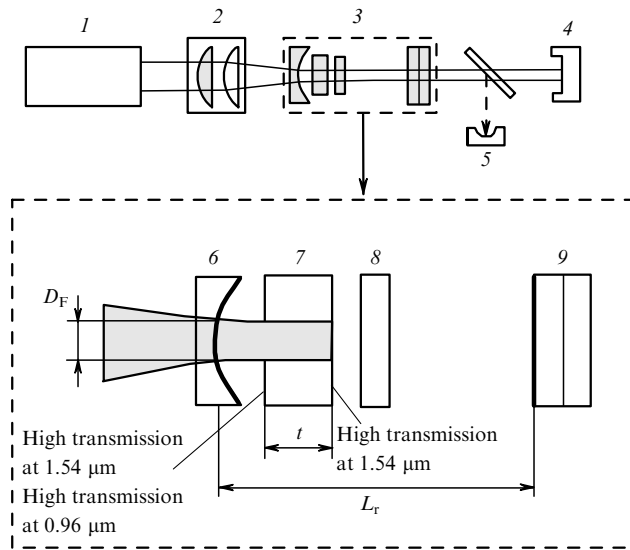 1
2
3
4
5
6
7
8
9
D_F
High transmission
at 1.54 μm
t
High transmission
at 1.54 μm
High transmission
at 0.96 μm
L_r